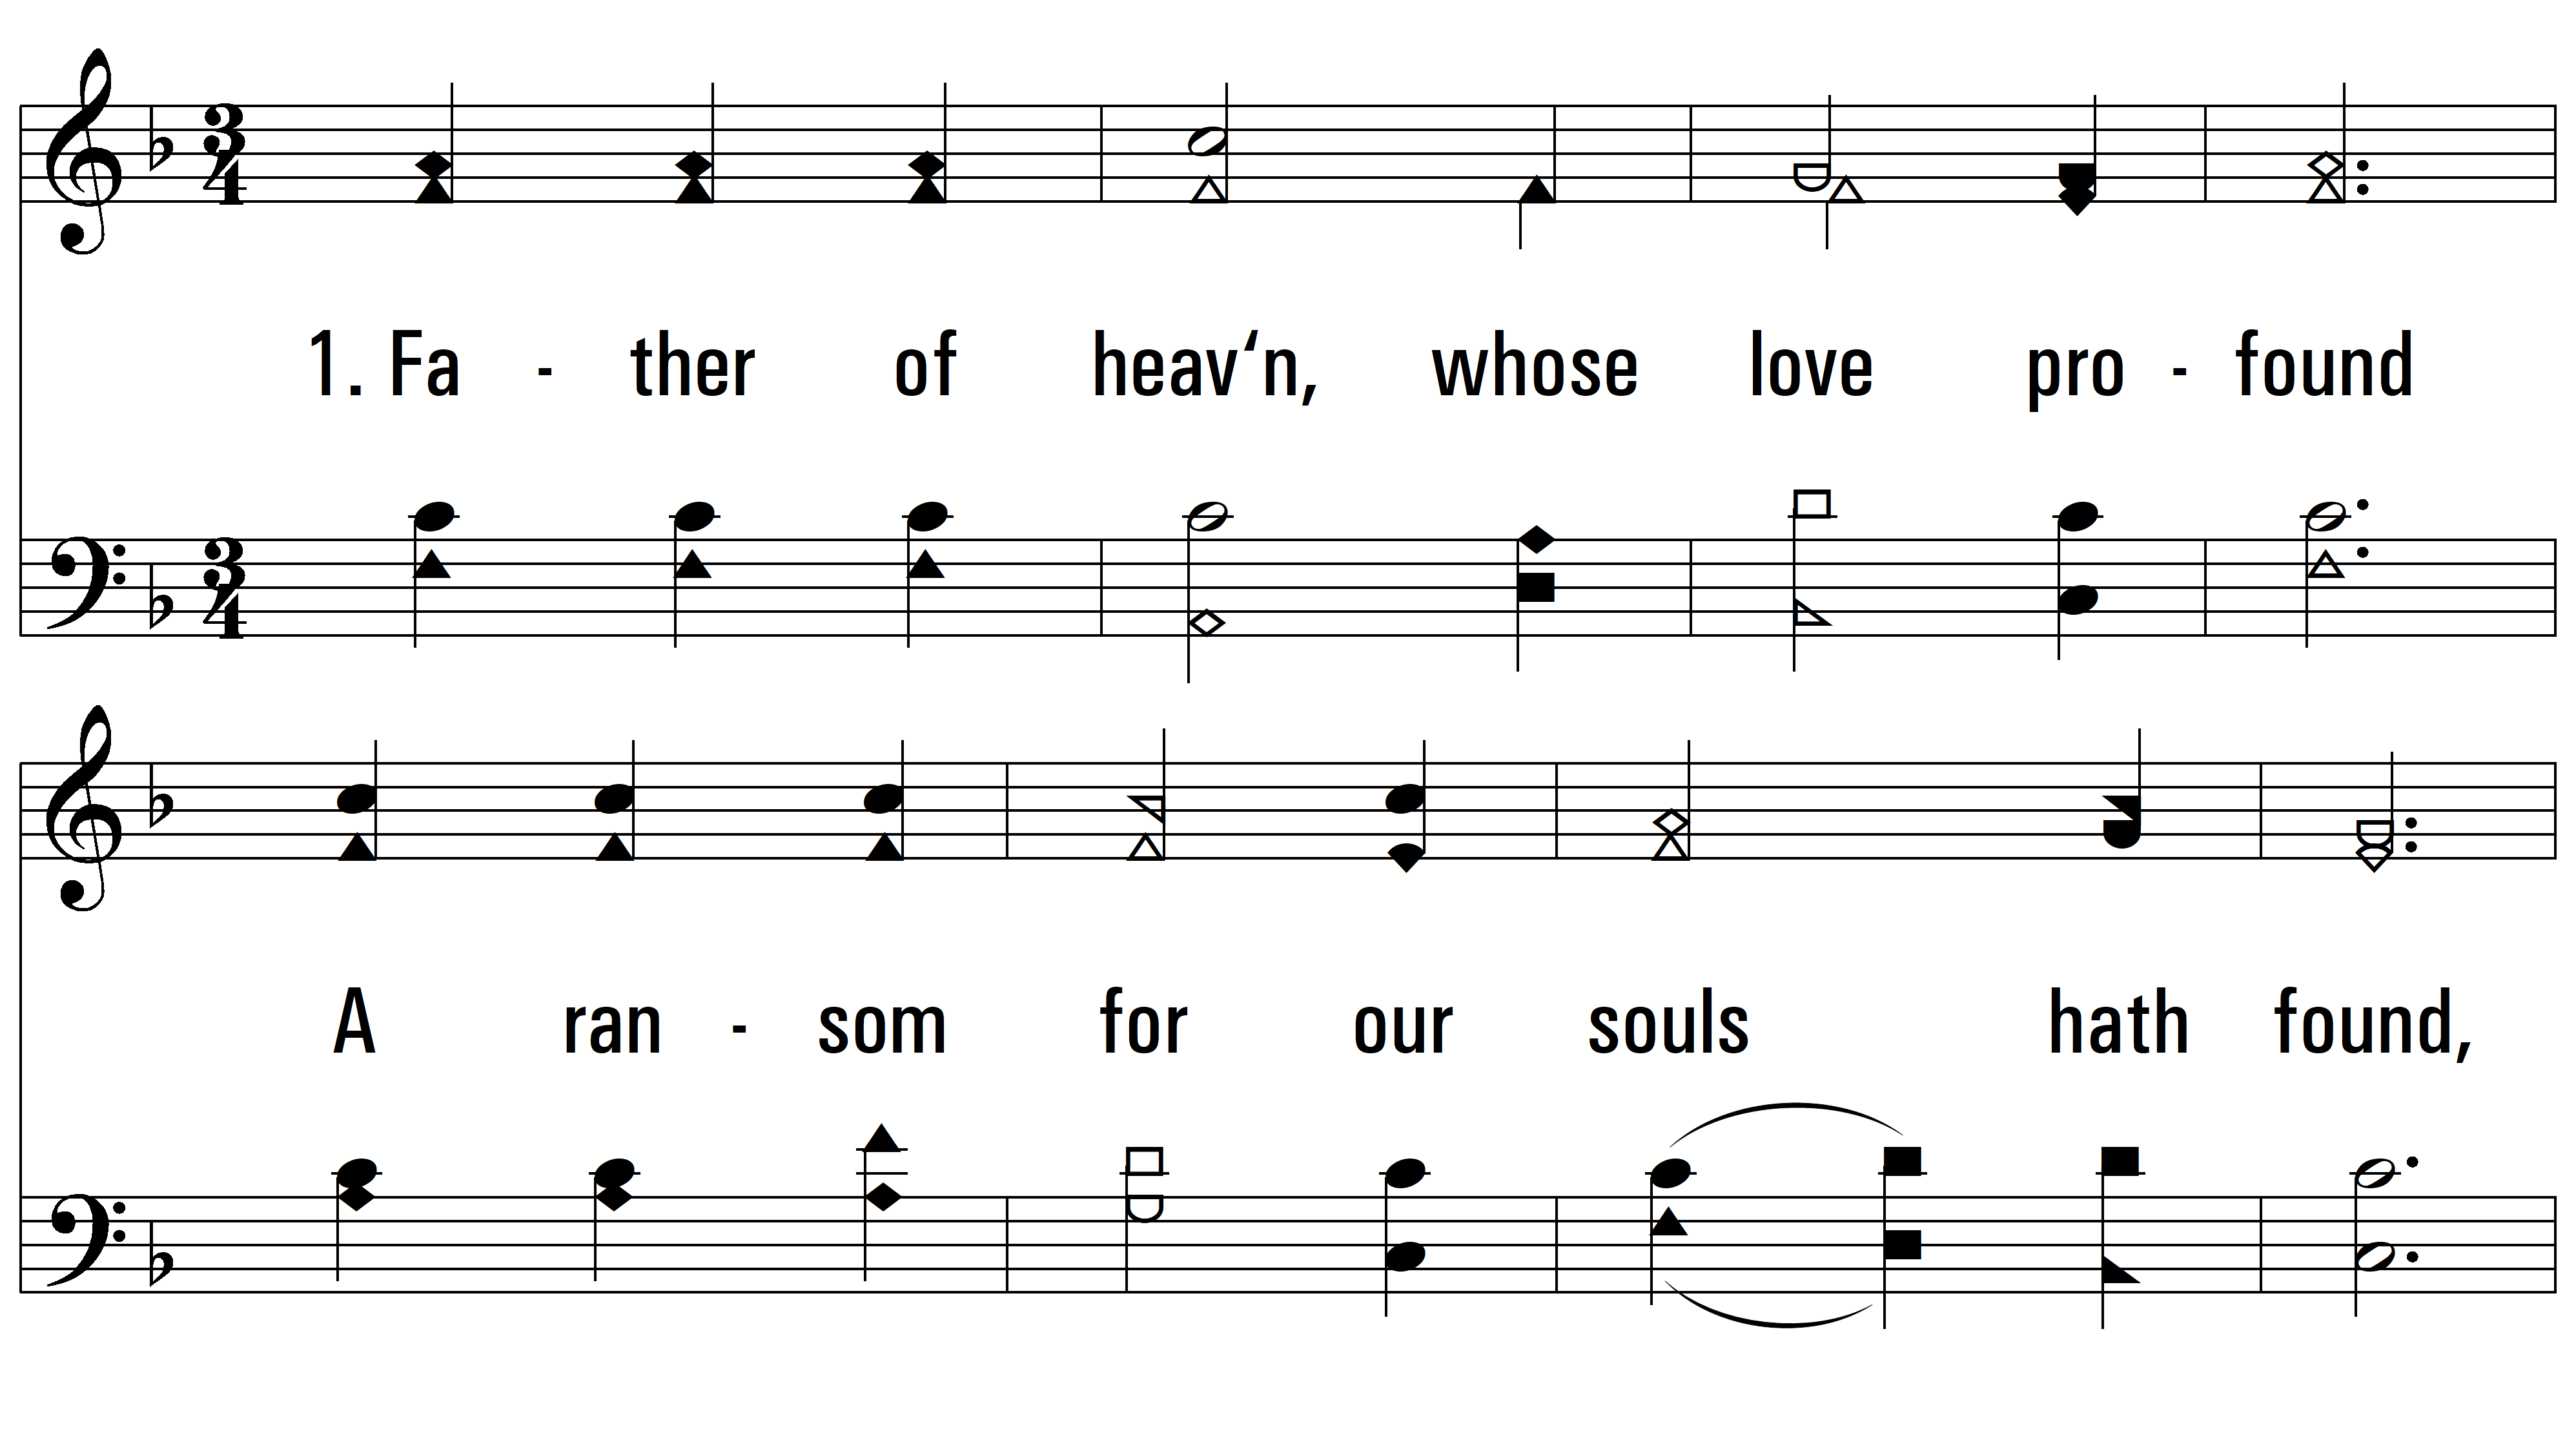 1. Fa - ther of heav‘n, whose love pro - found
A ran - som for our souls hath found,